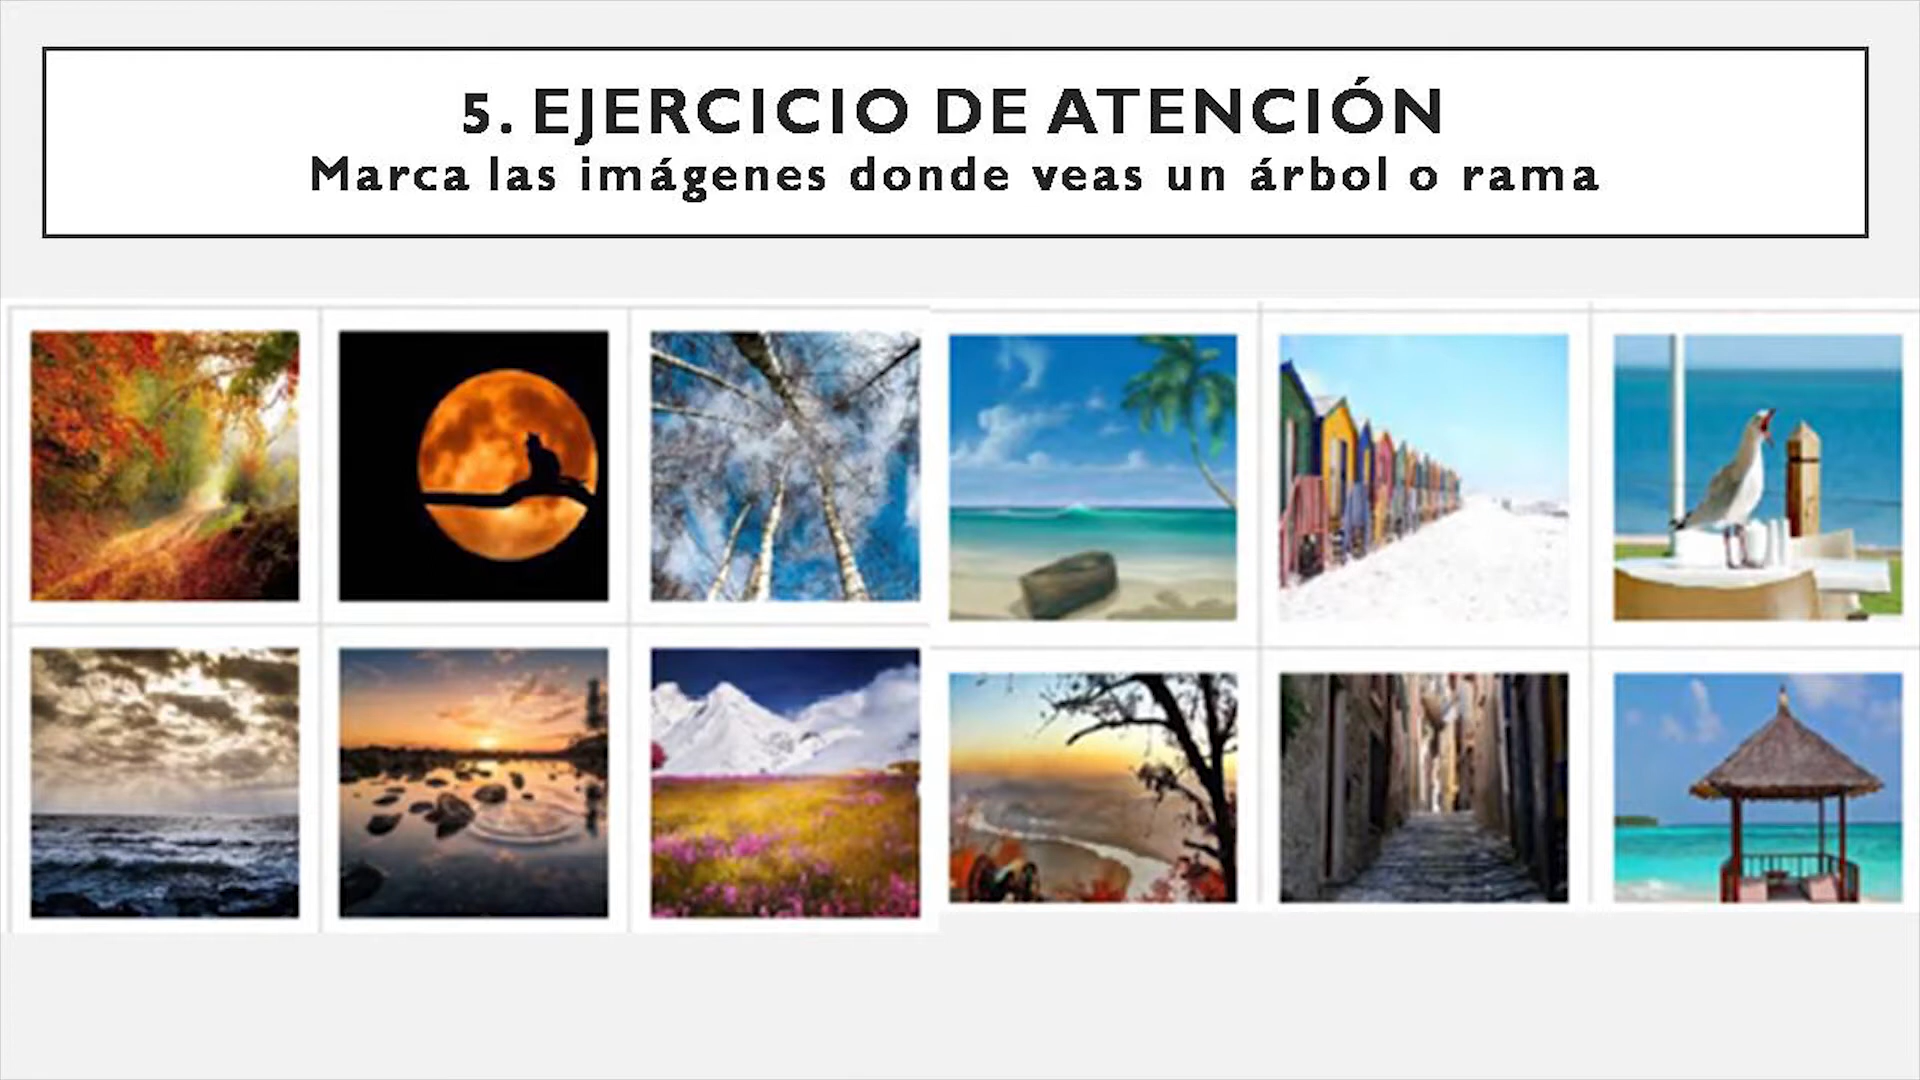 5. EJERCICIO DE ATENCIÓN
Marca las imágenes donde veas un árbol o rama